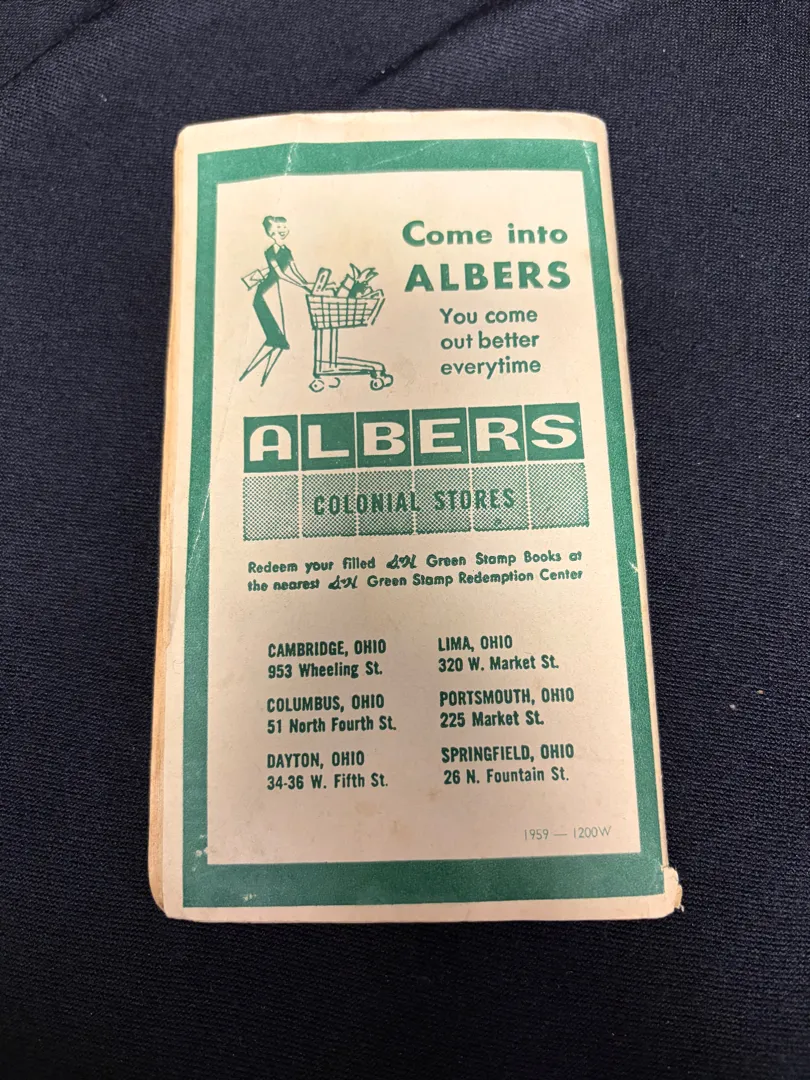 Come into
ALBERS
You come
out better
everytime
ALBERS
COLONIAL STORES
Redeem your filled S&H Green Stamp Books at
the nearest S&H Green Stamp Redemption Center
CAMBRIDGE, OHIO
953 Wheeling St.
COLUMBUS, OHIO
51 North Fourth St.
DAYTON, OHIO
34-36 W. Fifth St.
LIMA, OHIO
320 W. Market St.
PORTSMOUTH, OHIO
225 Market St.
SPRINGFIELD, OHIO
26 N. Fountain St.
1959 — 1200W